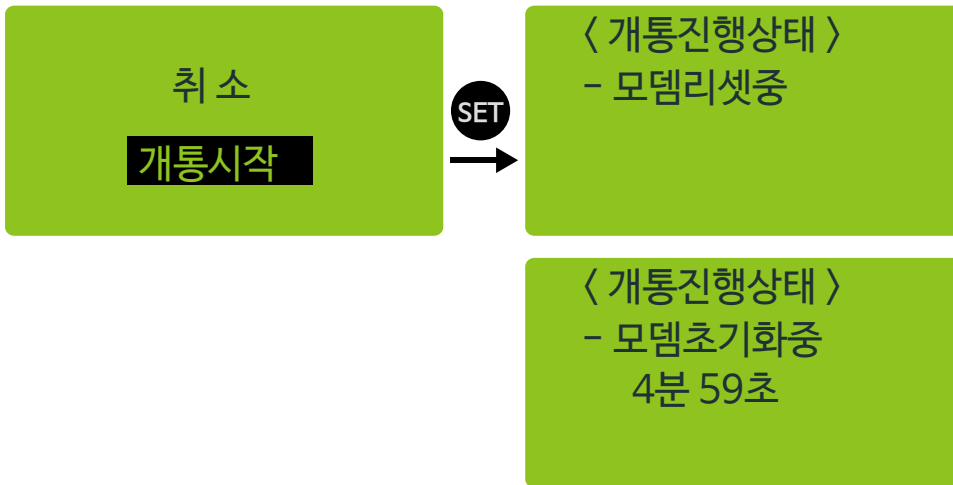 취 소
개통시작
SET
〈 개통진행상태 〉
- 모뎀리셋중
〈 개통진행상태 〉
- 모뎀초기화중
4분 59초